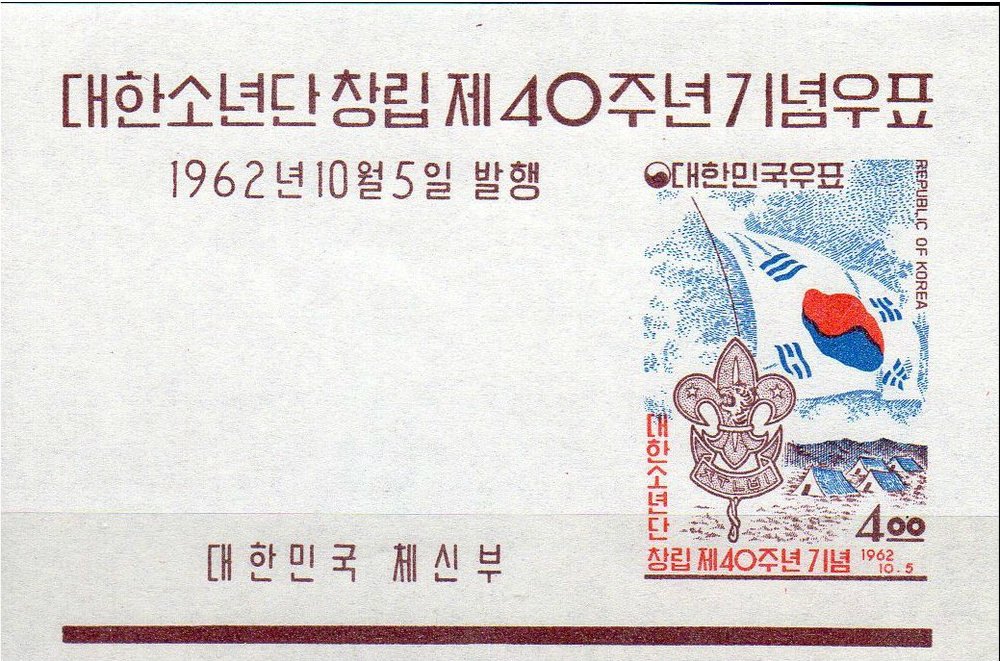 대한소년단창립 제40주년기념우표
1962년10월5일 발행
대한민국우표
REPUBLIC OF KOREA
대한소년단
4.00
창립 제40주년 기념
1962
10.5
대한민국 체신부